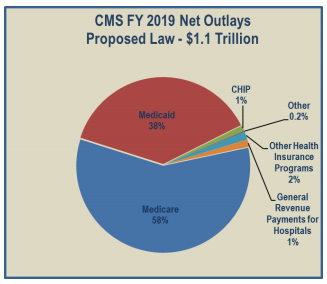 CMS FY 2019 Net Outlays
Proposed Law - $1.1 Trillion
CHIP
1%
Other
0.2%
Medicaid
38%
Other Health
Insurance
Programs
2%
General
Revenue
Payments for
Hospitals
1%
Medicare
58%